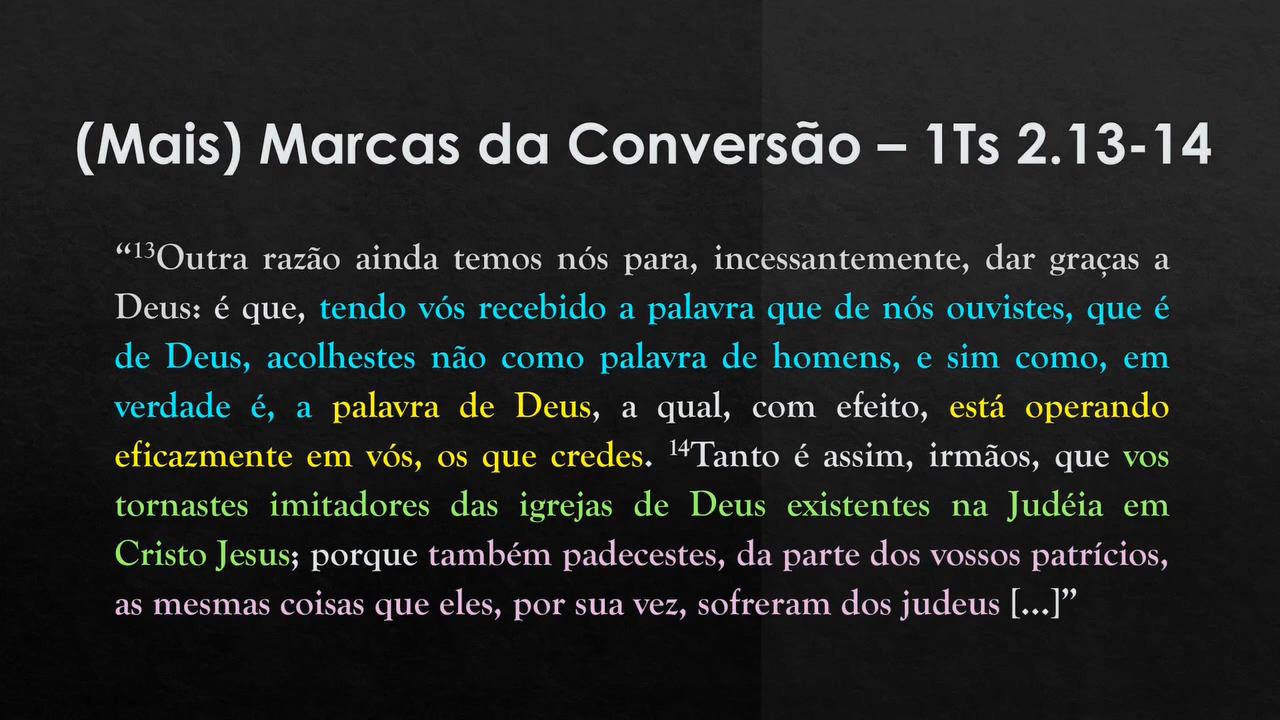 (Mais) Marcas da Conversão – 1Ts 2.13-14
“¹³Outra razão ainda temos nós para, incessantemente, dar graças a
Deus: é que, tendo vós recebido a palavra que de nós ouvistes, que é
de Deus, acolhestes não como palavra de homens, e sim como, em
verdade é, a palavra de Deus, a qual, com efeito, está operando
eficazmente em vós, os que credes. ¹⁴Tanto é assim, irmãos, que vos
tornastes imitadores das igrejas de Deus existentes na Judéia em
Cristo Jesus; porque também padecestes, da parte dos vossos patrícios,
as mesmas coisas que eles, por sua vez, sofreram dos judeus [...]”